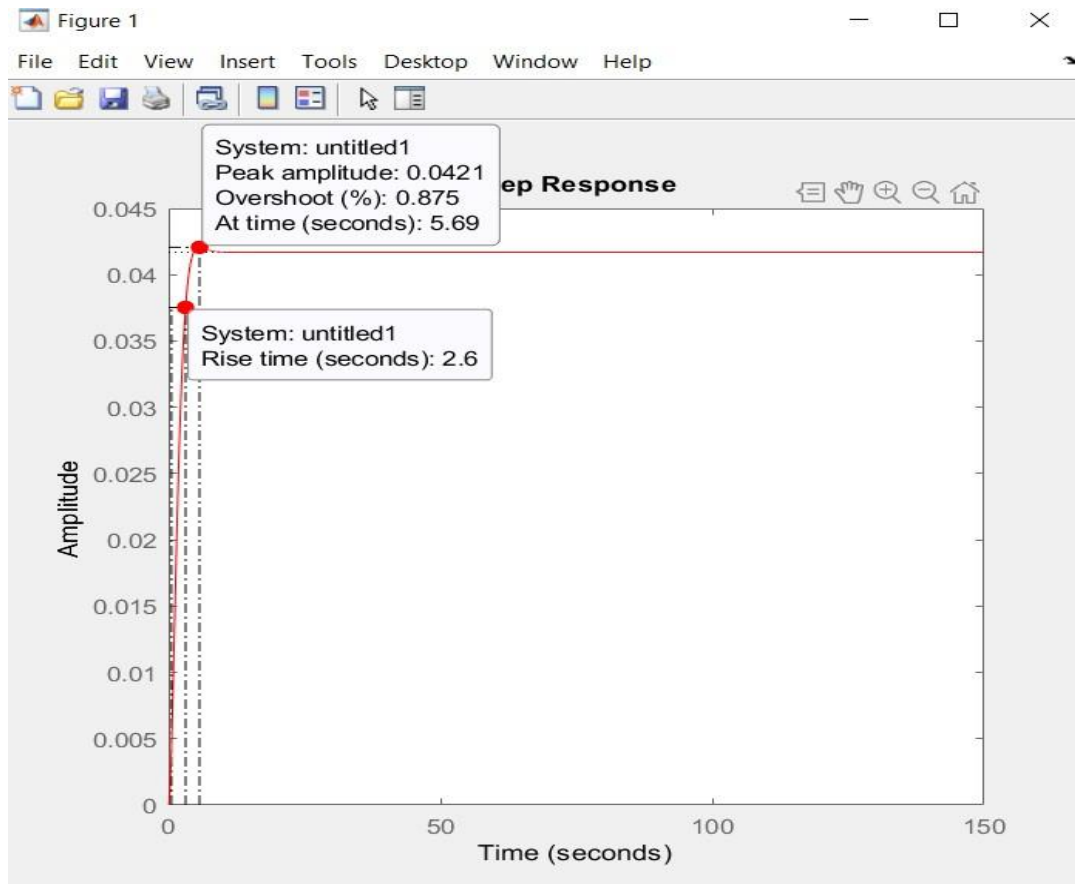 Figure 1
File Edit View Insert Tools Desktop Window Help
System: untitled1
Peak amplitude: 0.0421
Overshoot (%): 0.875
At time (seconds): 5.69
ep Response
System: untitled1
Rise time (seconds): 2.6
0.045
0.04
0.035
0.03
0.025
0.02
0.015
0.01
0.005
0
Amplitude
0 50 100 150
Time (seconds)